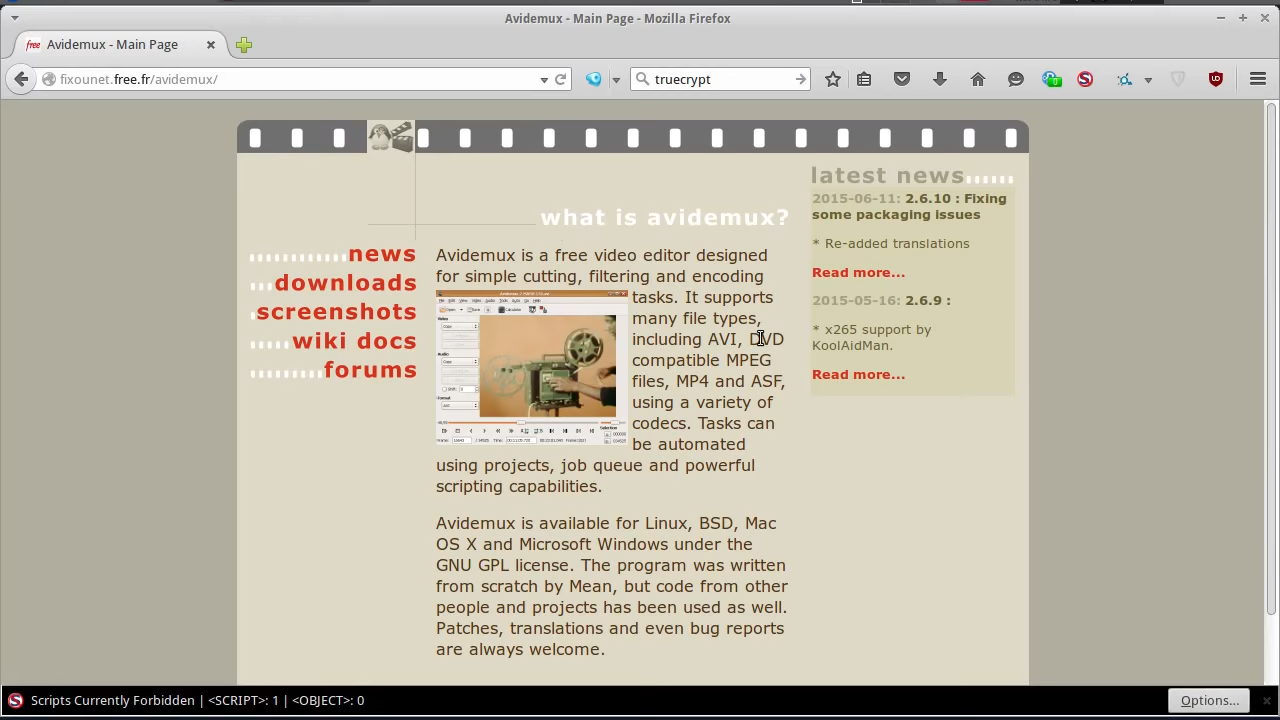 Avidemux - Main Page - Mozilla Firefox
free Avidemux - Main Page
fixounet.free.fr/avidemux/
truecrypt
what is avidemux?
news
downloads
screenshots
wiki docs
forums
Avidemux is a free video editor designed
for simple cutting, filtering and encoding
tasks. It supports
many file types,
including AVI, DVD
compatible MPEG
files, MP4 and ASF,
using a variety of
codecs. Tasks can
be automated
using projects, job queue and powerful
scripting capabilities.
Avidemux is available for Linux, BSD, Mac
OS X and Microsoft Windows under the
GNU GPL license. The program was written
from scratch by Mean, but code from other
people and projects has been used as well.
Patches, translations and even bug reports
are always welcome.
latest news
2015-06-11: 2.6.10 : Fixing
some packaging issues
* Re-added translations
Read more...
2015-05-16: 2.6.9 :
* x265 support by
KoolAidMan.
Read more...
Scripts Currently Forbidden | <SCRIPT>: 1 | <OBJECT>: 0
Options...